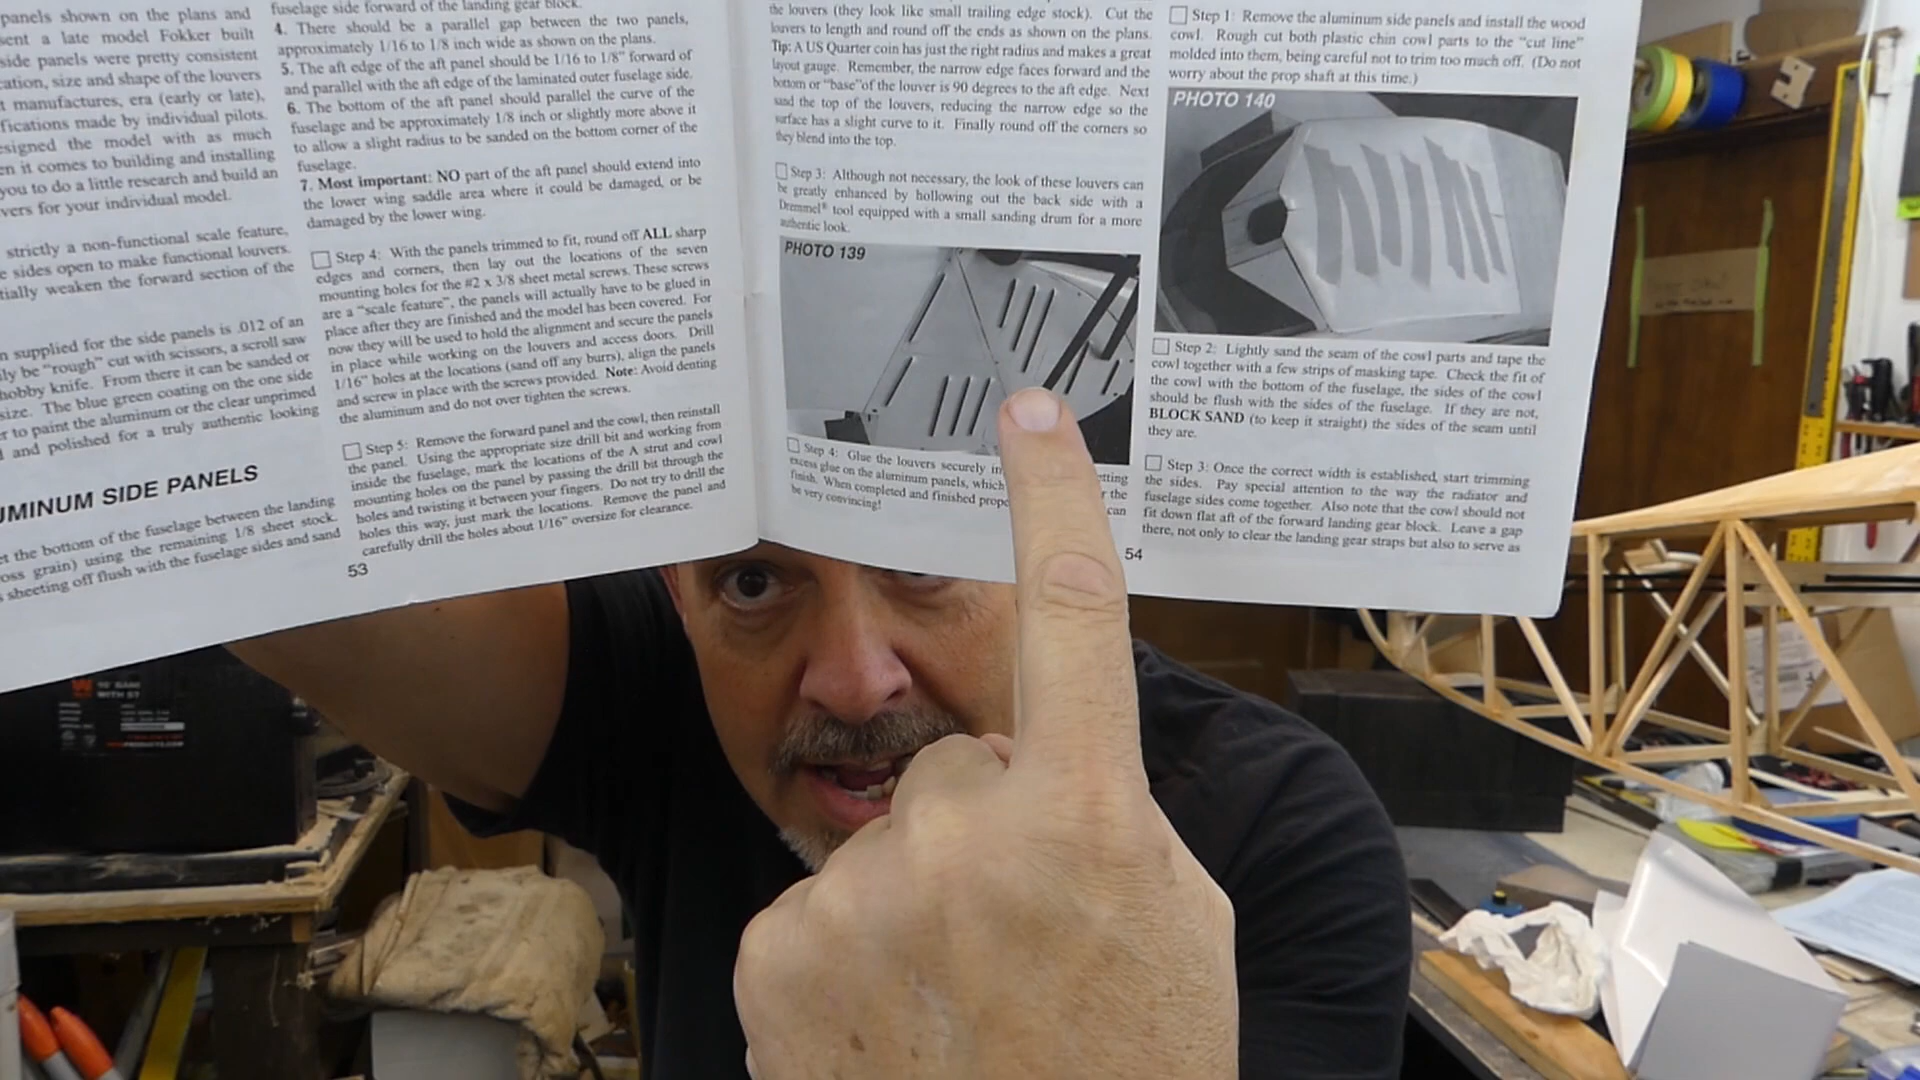 panels shown on the plans and
sent a late model Fokker built
side panels were pretty consistent
cation, size and shape of the louvers
t manufactures, era (early or late),
fications made by individual pilots.
esigned the model with as much
en it comes to building and installing
you to do a little research and build an
vers for your individual model.
strictly a non-functional scale feature,
e sides open to make functional louvers.
tially weaken the forward section of the
n supplied for the side panels is .012 of an
ly be "rough" cut with scissors, a scroll saw
hobby knife. From there it can be sanded or
size. The blue green coating on the one side
r to paint the aluminum or the clear unprimed
l and polished for a truly authentic looking
UMINUM SIDE PANELS
et the bottom of the fuselage between the landing
oss grain) using the remaining 1/8 sheet stock.
sheeting off flush with the fuselage sides and sand
fuselage side forward of the landing gear block.
4. There should be a parallel gap between the two panels,
approximately 1/16 to 1/8 inch wide as shown on the plans.
5. The aft edge of the aft panel should be 1/16 to 1/8" forward of
and parallel with the aft edge of the laminated outer fuselage side.
6. The bottom of the aft panel should parallel the curve of the
fuselage and be approximately 1/8 inch or slightly more above it
to allow a slight radius to be sanded on the bottom corner of the
fuselage.
7. Most important: NO part of the aft panel should extend into
the lower wing saddle area where it could be damaged, or be
damaged by the lower wing.
Step 4: With the panels trimmed to fit, round off ALL sharp
edges and corners, then lay out the locations of the seven
mounting holes for the #2 x 3/8 sheet metal screws. These screws
are a "scale feature", the panels will actually have to be glued in
place after they are finished and the model has been covered. For
now they will be used to hold the alignment and secure the panels
in place while working on the louvers and access doors. Drill
1/16" holes at the locations (sand off any burrs), align the panels
and screw in place with the screws provided. Note: Avoid denting
the aluminum and do not over tighten the screws.
Step 5: Remove the forward panel and the cowl, then reinstall
the panel. Using the appropriate size drill bit and working from
inside the fuselage, mark the locations of the A strut and cowl
mounting holes on the panel by passing the drill bit through the
holes and twisting it between your fingers. Do not try to drill the
holes this way, just mark the locations. Remove the panel and
carefully drill the holes about 1/16" oversize for clearance.
53
the louvers (they look like small trailing edge stock). Cut the
louvers to length and round off the ends as shown on the plans.
Tip: A US Quarter coin has just the right radius and makes a great
layout gauge. Remember, the narrow edge faces forward and the
bottom or "base"of the louver is 90 degrees to the aft edge. Next
sand the top of the louvers, reducing the narrow edge so the
surface has a slight curve to it. Finally round off the corners so
they blend into the top.
Step 3: Although not necessary, the look of these louvers can
be greatly enhanced by hollowing out the back side with a
Dremmel® tool equipped with a small sanding drum for a more
authentic look.
PHOTO 139
Step 4: Glue the louvers securely in etting
excess glue on the aluminum panels, which r the
finish. When completed and finished prope can
be very convincing!
54
Step 1: Remove the aluminum side panels and install the wood
cowl. Rough cut both plastic chin cowl parts to the "cut line"
molded into them, being careful not to trim too much off. (Do not
worry about the prop shaft at this time.)
PHOTO 140
Step 2: Lightly sand the seam of the cowl parts and tape the
cowl together with a few strips of masking tape. Check the fit of
the cowl with the bottom of the fuselage, the sides of the cowl
should be flush with the sides of the fuselage. If they are not,
BLOCK SAND (to keep it straight) the sides of the seam until
they are.
Step 3: Once the correct width is established, start trimming
the sides. Pay special attention to the way the radiator and
fuselage sides come together. Also note that the cowl should not
fit down flat aft of the forward landing gear block. Leave a gap
there, not only to clear the landing gear straps but also to serve as